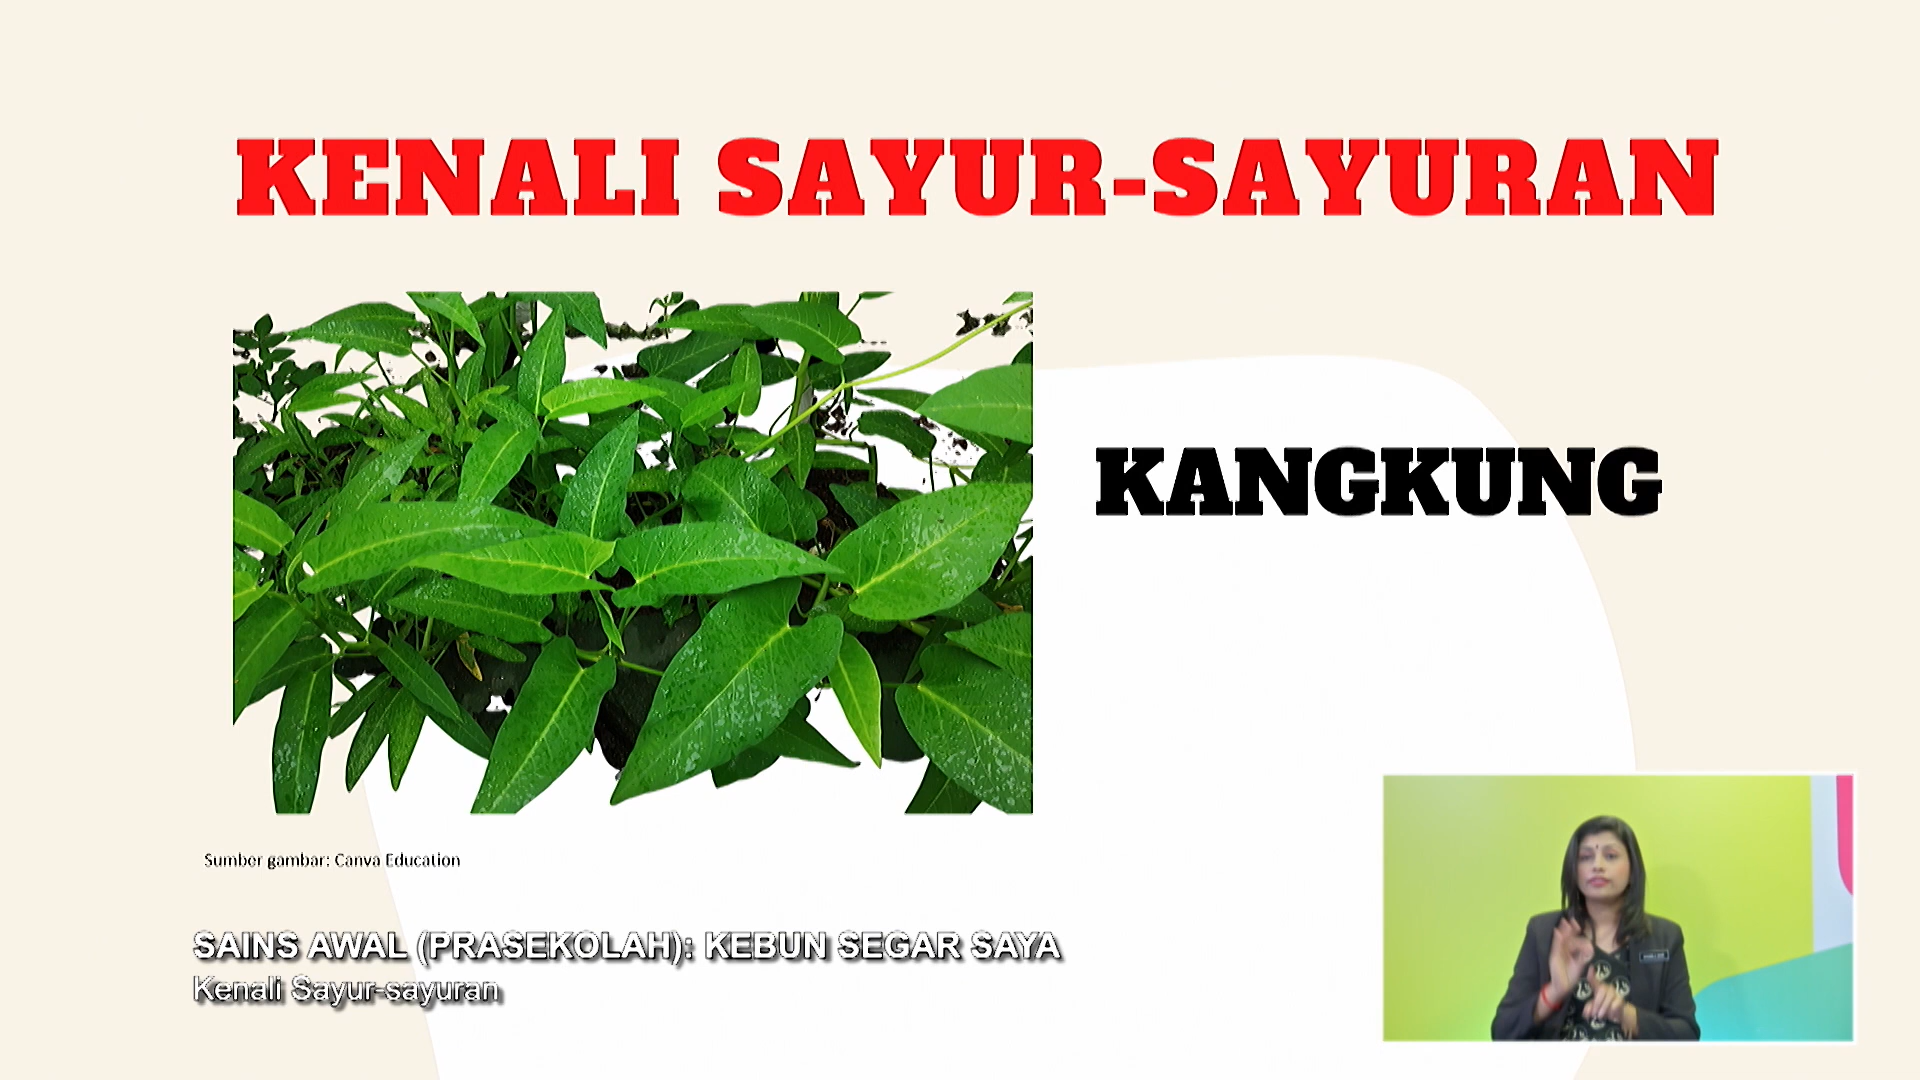 KENALI SAYUR-SAYURAN
KANGKUNG
Sumber gambar: Canva Education
SAINS AWAL (PRASEKOLAH): KEBUN SEGAR SAYA
Kenali Sayur-sayuran